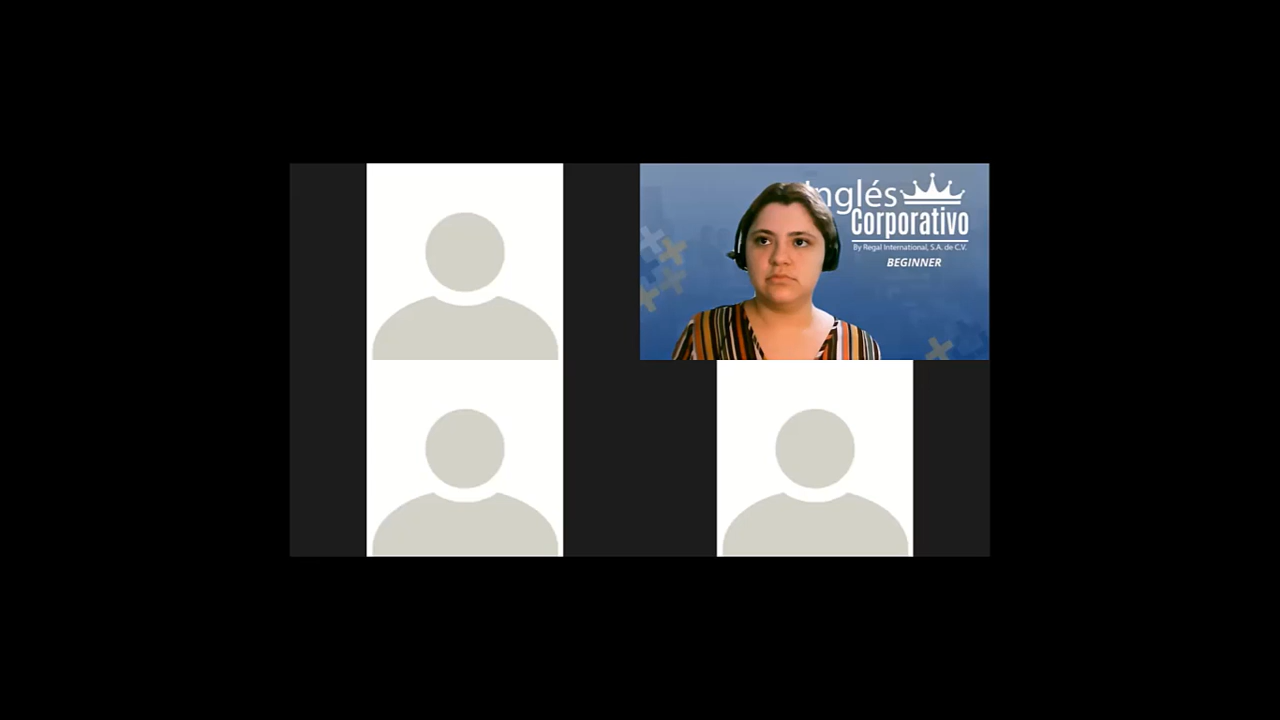 Inglés
Corporativo
By Regal International, S.A. de C.V.
BEGINNER